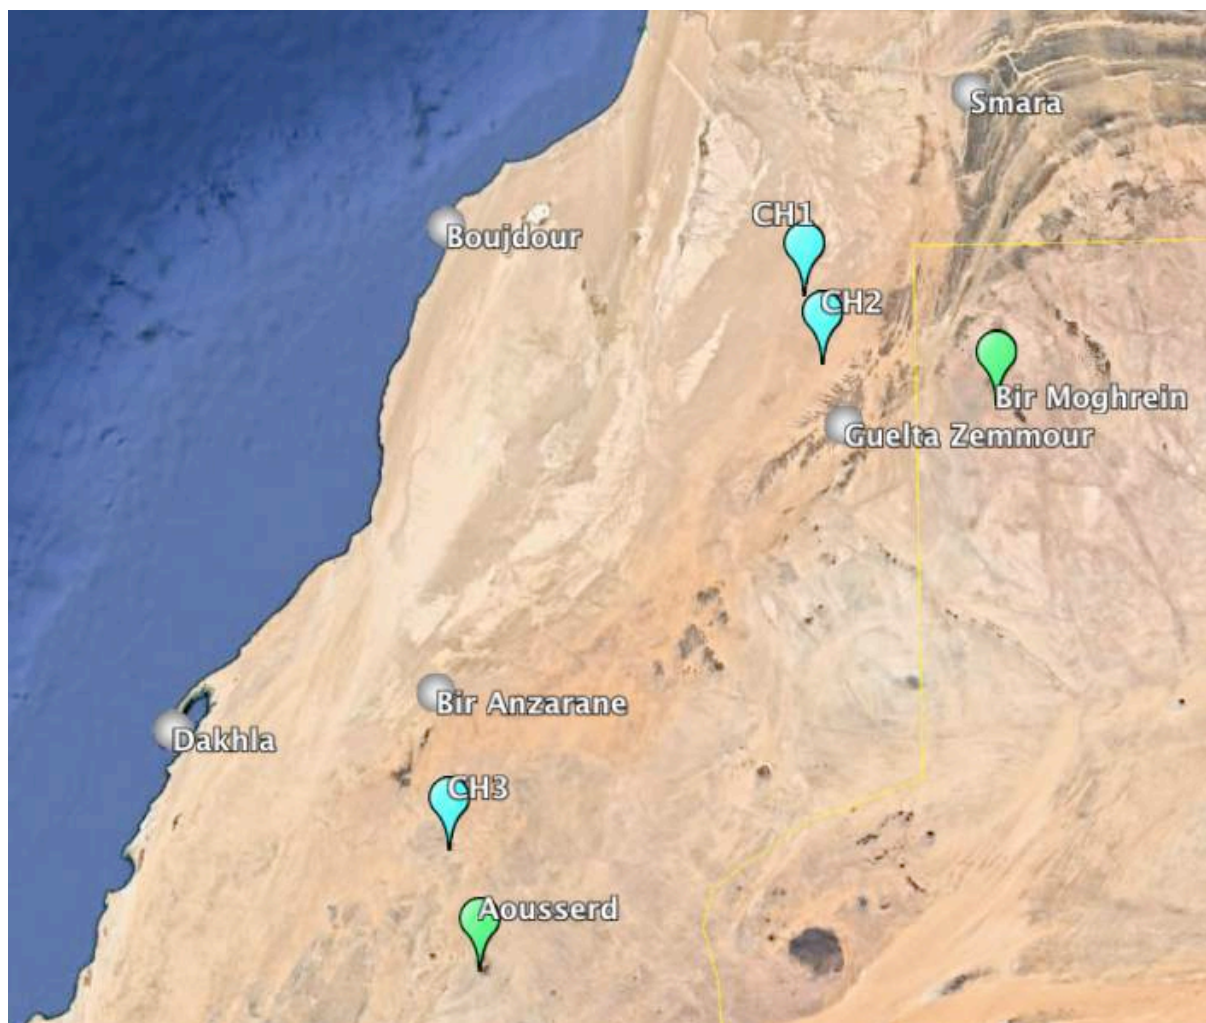 Smara
CH1
Boujdour
CH2
Bir Moghrein
Guelta Zemmour
Bir Anzarane
Dakhla
CH3
Aousserd